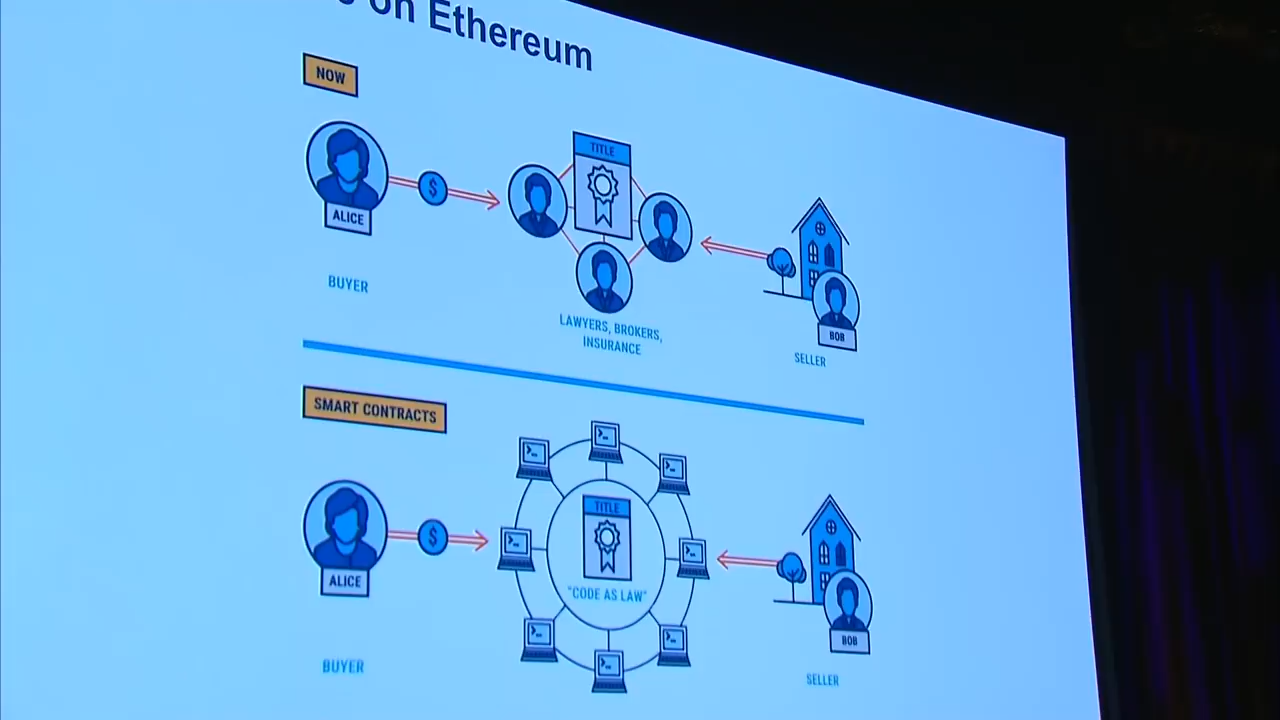 on Ethereum
NOW
TITLE
$
ALICE
BUYER
LAWYERS, BROKERS,
INSURANCE
BOB
SELLER
SMART CONTRACTS
>_
>_
>_
TITLE
$
>_
>_
"CODE AS LAW"
ALICE
>_
>_
>_
BOB
BUYER
SELLER